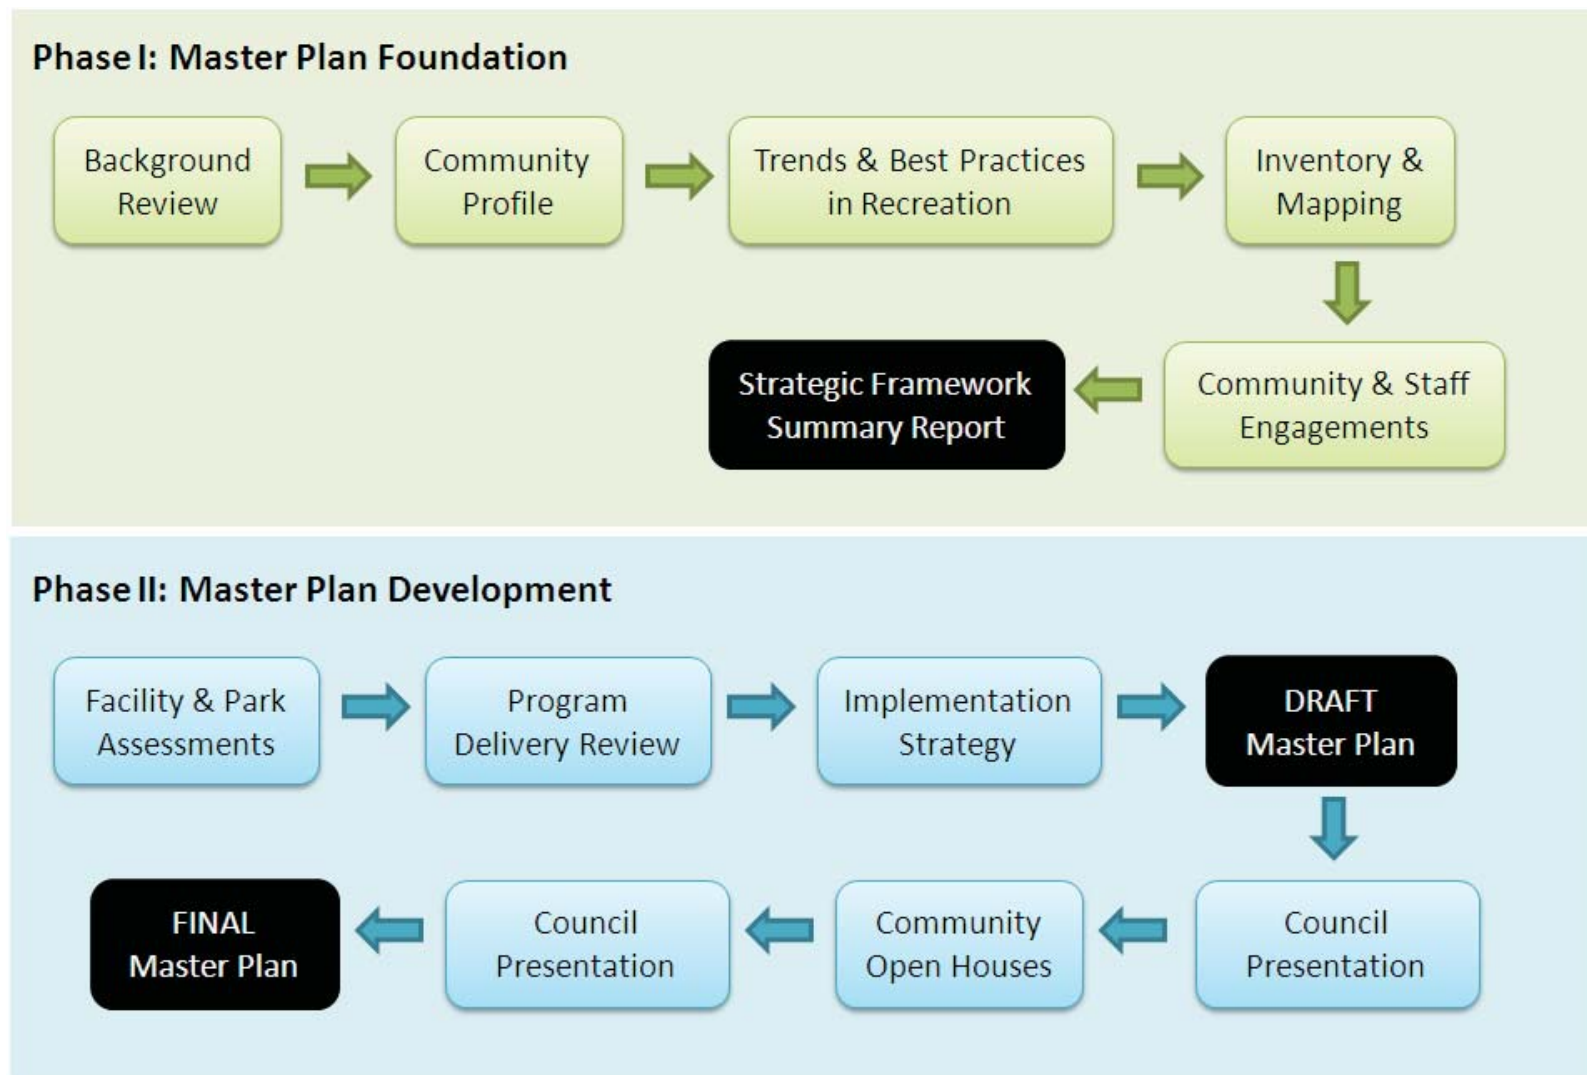 Phase I: Master Plan Foundation
Background
Review
Community
Profile
Trends & Best Practices
in Recreation
Inventory &
Mapping
Community & Staff
Engagements
Strategic Framework
Summary Report
Phase II: Master Plan Development
Facility & Park
Assessments
Program
Delivery Review
Implementation
Strategy
DRAFT
Master Plan
Council
Presentation
Community
Open Houses
Council
Presentation
FINAL
Master Plan